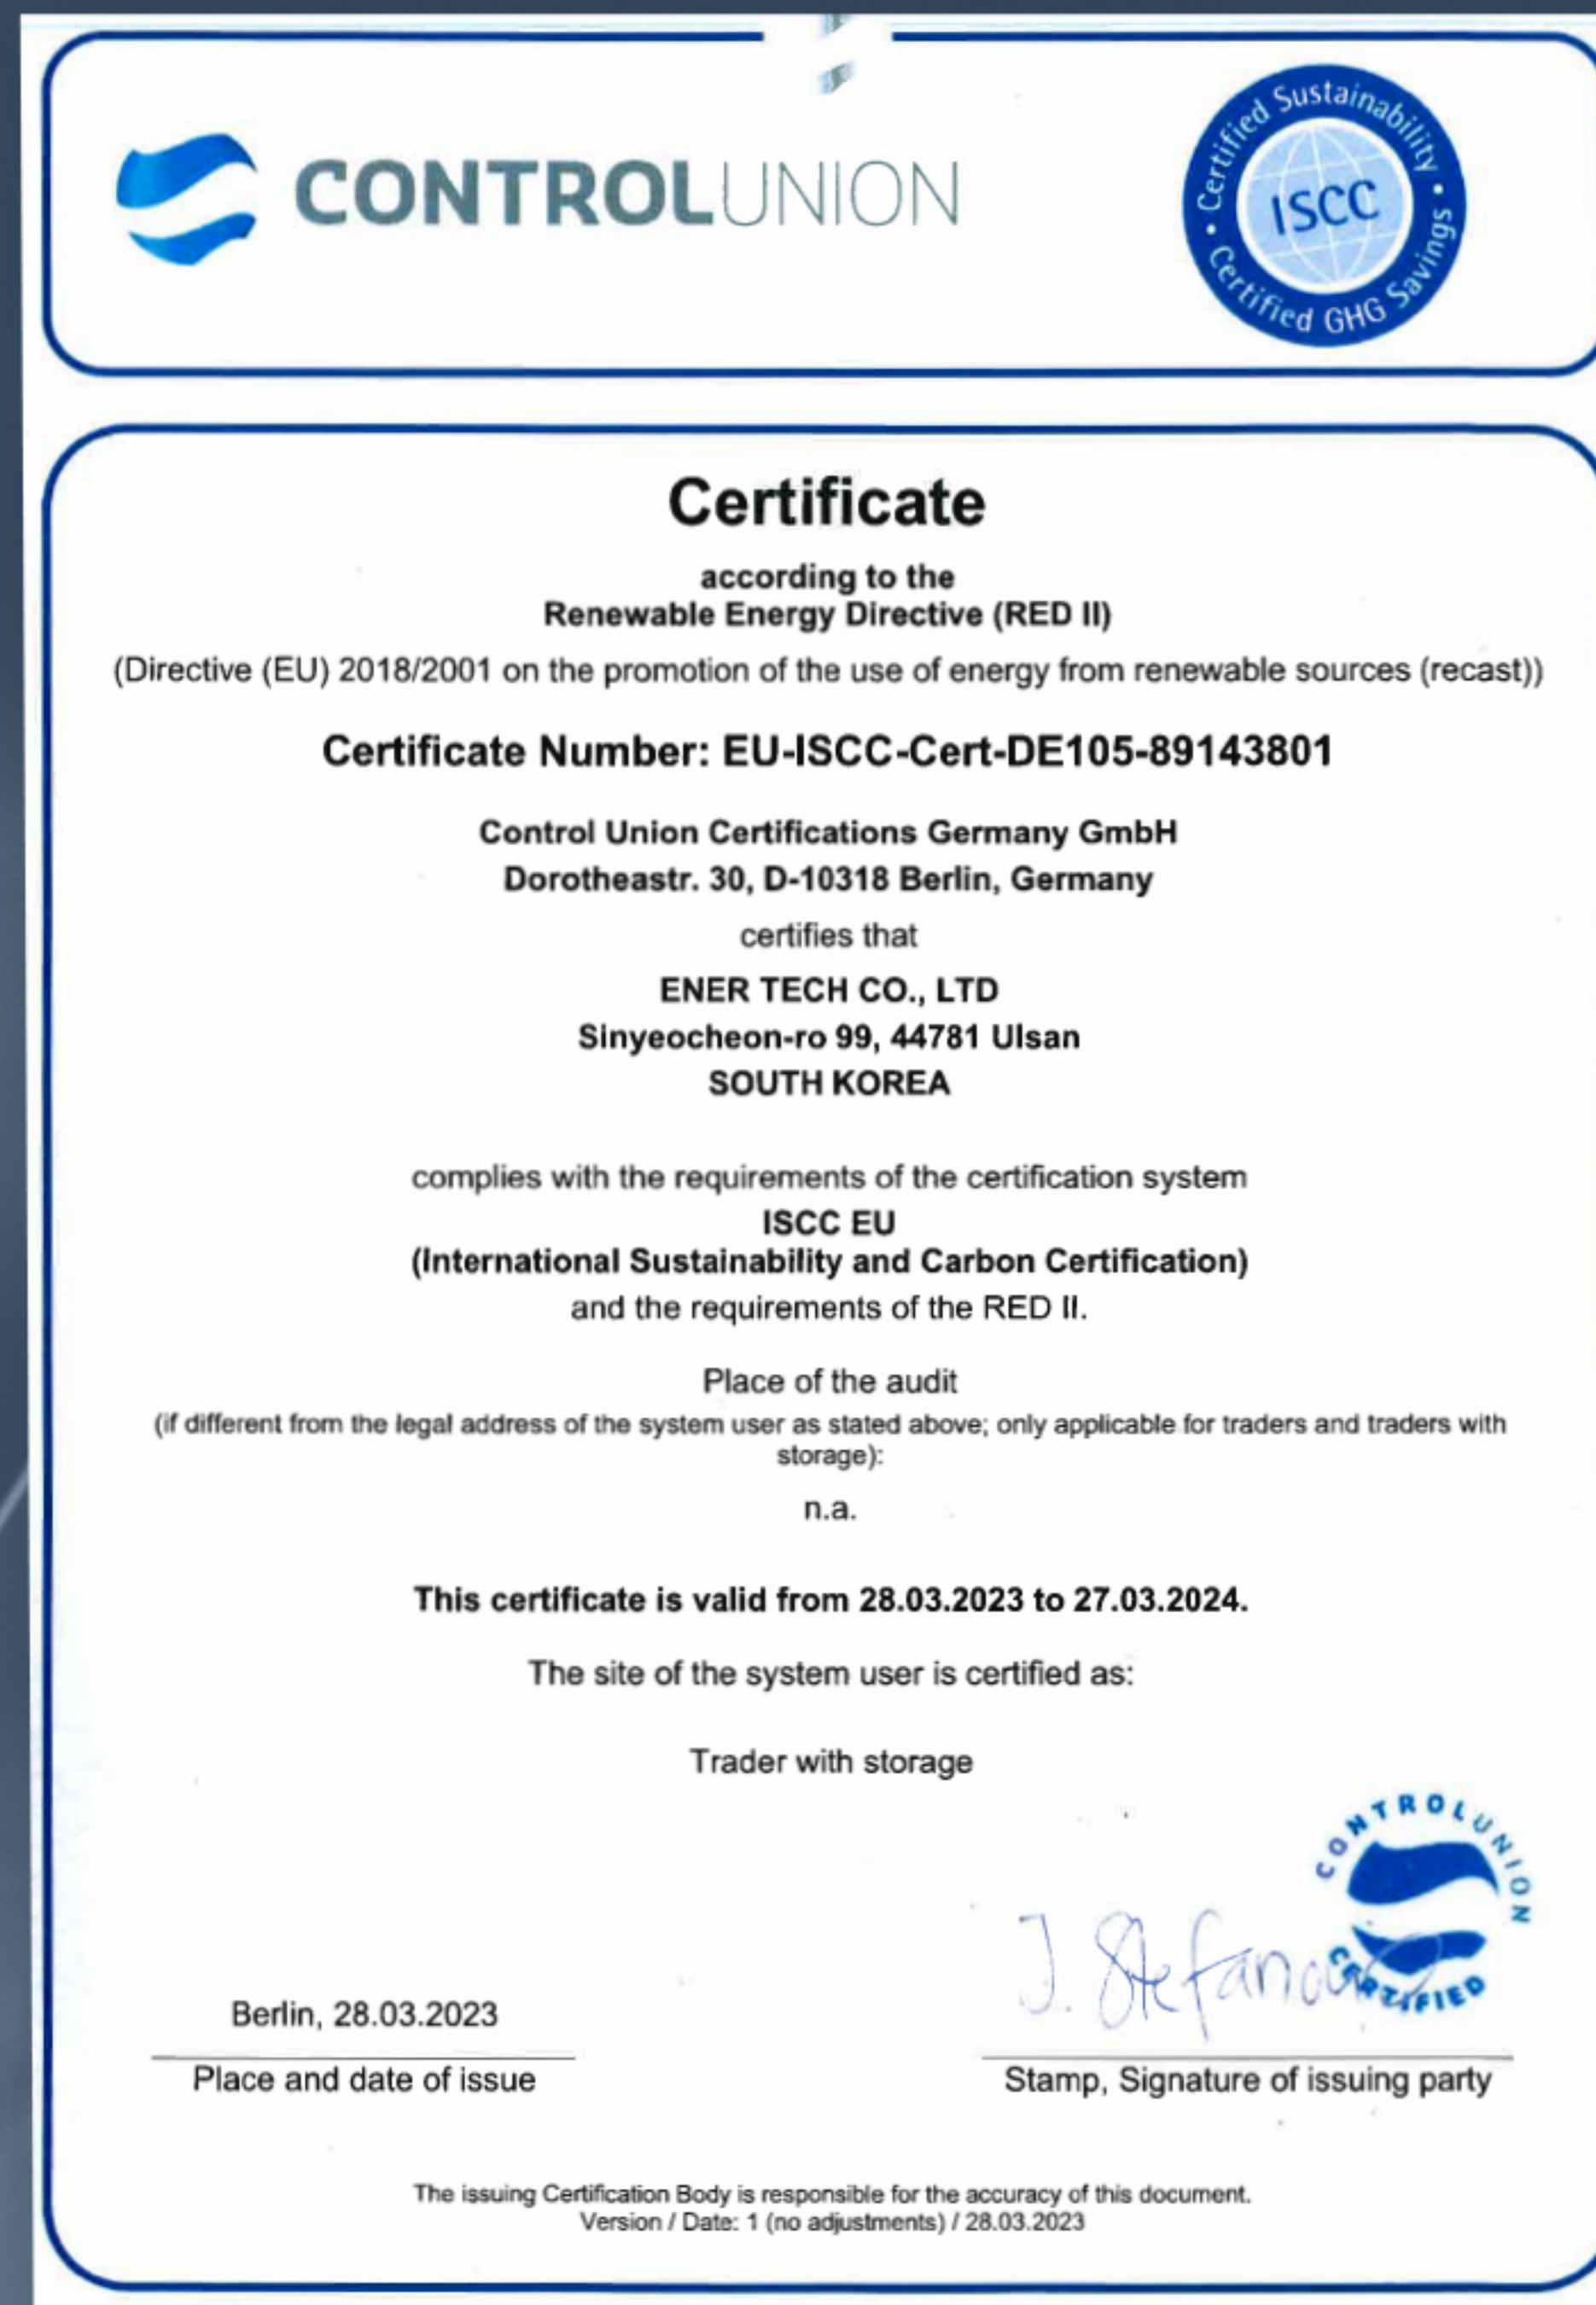 CONTROLUNION
Certified Sustainability
ISCC
Certified GHG Savings
Certificate
according to the
Renewable Energy Directive (RED II)
(Directive (EU) 2018/2001 on the promotion of the use of energy from renewable sources (recast))
Certificate Number: EU-ISCC-Cert-DE105-89143801
Control Union Certifications Germany GmbH
Dorotheastr. 30, D-10318 Berlin, Germany
certifies that
ENER TECH CO., LTD
Sinyeocheon-ro 99, 44781 Ulsan
SOUTH KOREA
complies with the requirements of the certification system
ISCC EU
(International Sustainability and Carbon Certification)
and the requirements of the RED II.
Place of the audit
(if different from the legal address of the system user as stated above; only applicable for traders and traders with
storage):
n.a.
This certificate is valid from 28.03.2023 to 27.03.2024.
The site of the system user is certified as:
Trader with storage
CONTROLUNION
CERTIFIED
Berlin, 28.03.2023
Place and date of issue
Stamp, Signature of issuing party
The issuing Certification Body is responsible for the accuracy of this document.
Version / Date: 1 (no adjustments) / 28.03.2023